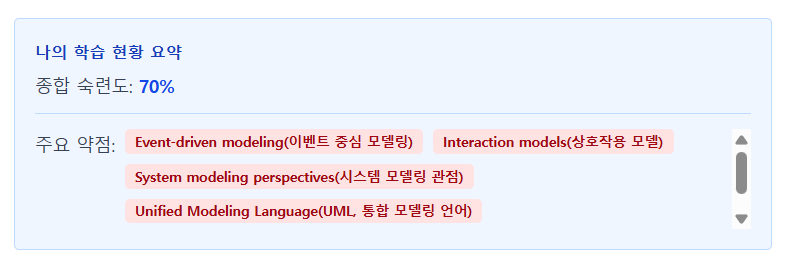 나의 학습 현황 요약
종합 숙련도: 70%
주요 약점: Event-driven modeling(이벤트 중심 모델링) Interaction models(상호작용 모델)
System modeling perspectives(시스템 모델링 관점)
Unified Modeling Language(UML, 통합 모델링 언어)